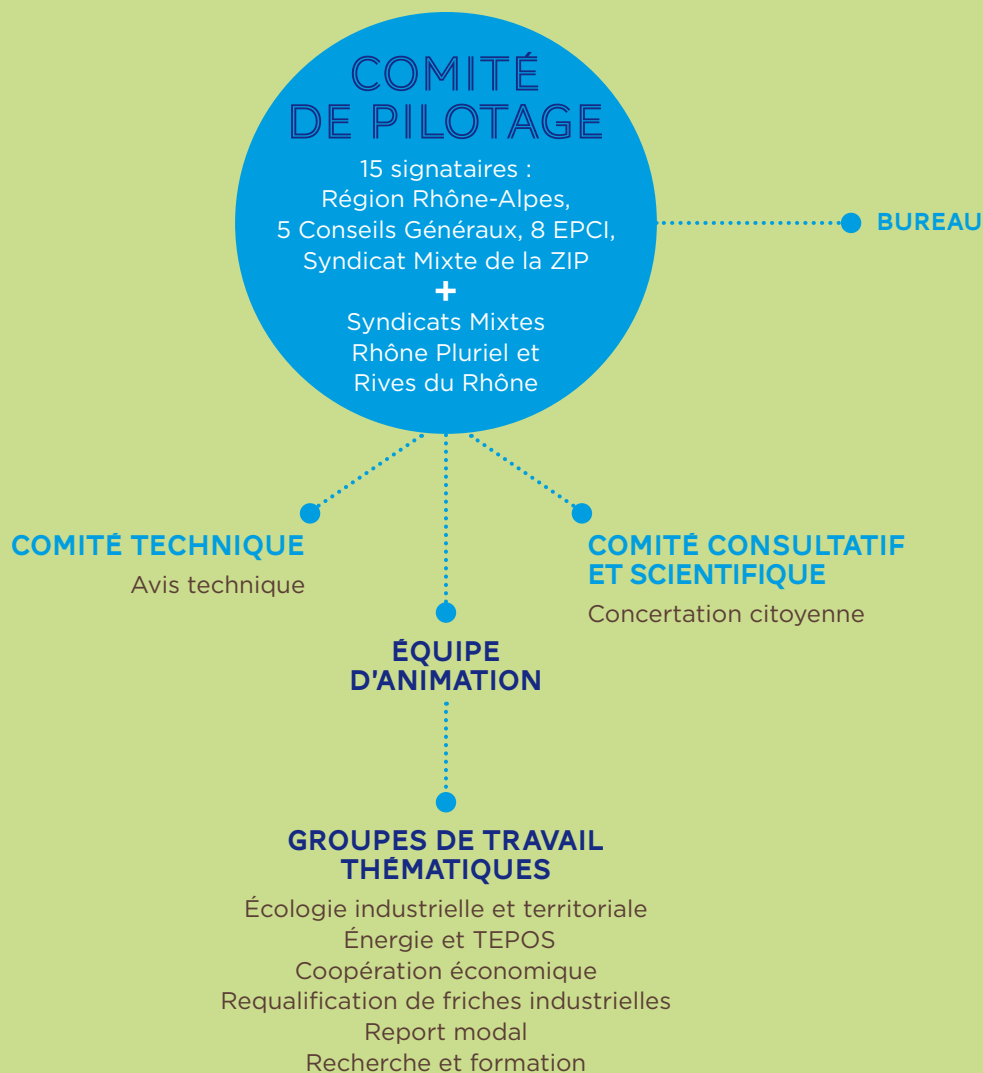 COMITÉ
DE PILOTAGE
15 signataires :
Région Rhône-Alpes,
5 Conseils Généraux, 8 EPCI,
Syndicat Mixte de la ZIP
+
Syndicats Mixtes
Rhône Pluriel et
Rives du Rhône
BUREAU
COMITÉ TECHNIQUE
Avis technique
COMITÉ CONSULTATIF
ET SCIENTIFIQUE
Concertation citoyenne
ÉQUIPE
D'ANIMATION
GROUPES DE TRAVAIL
THÉMATIQUES
Écologie industrielle et territoriale
Énergie et TEPOS
Coopération économique
Requalification de friches industrielles
Report modal
Recherche et formation